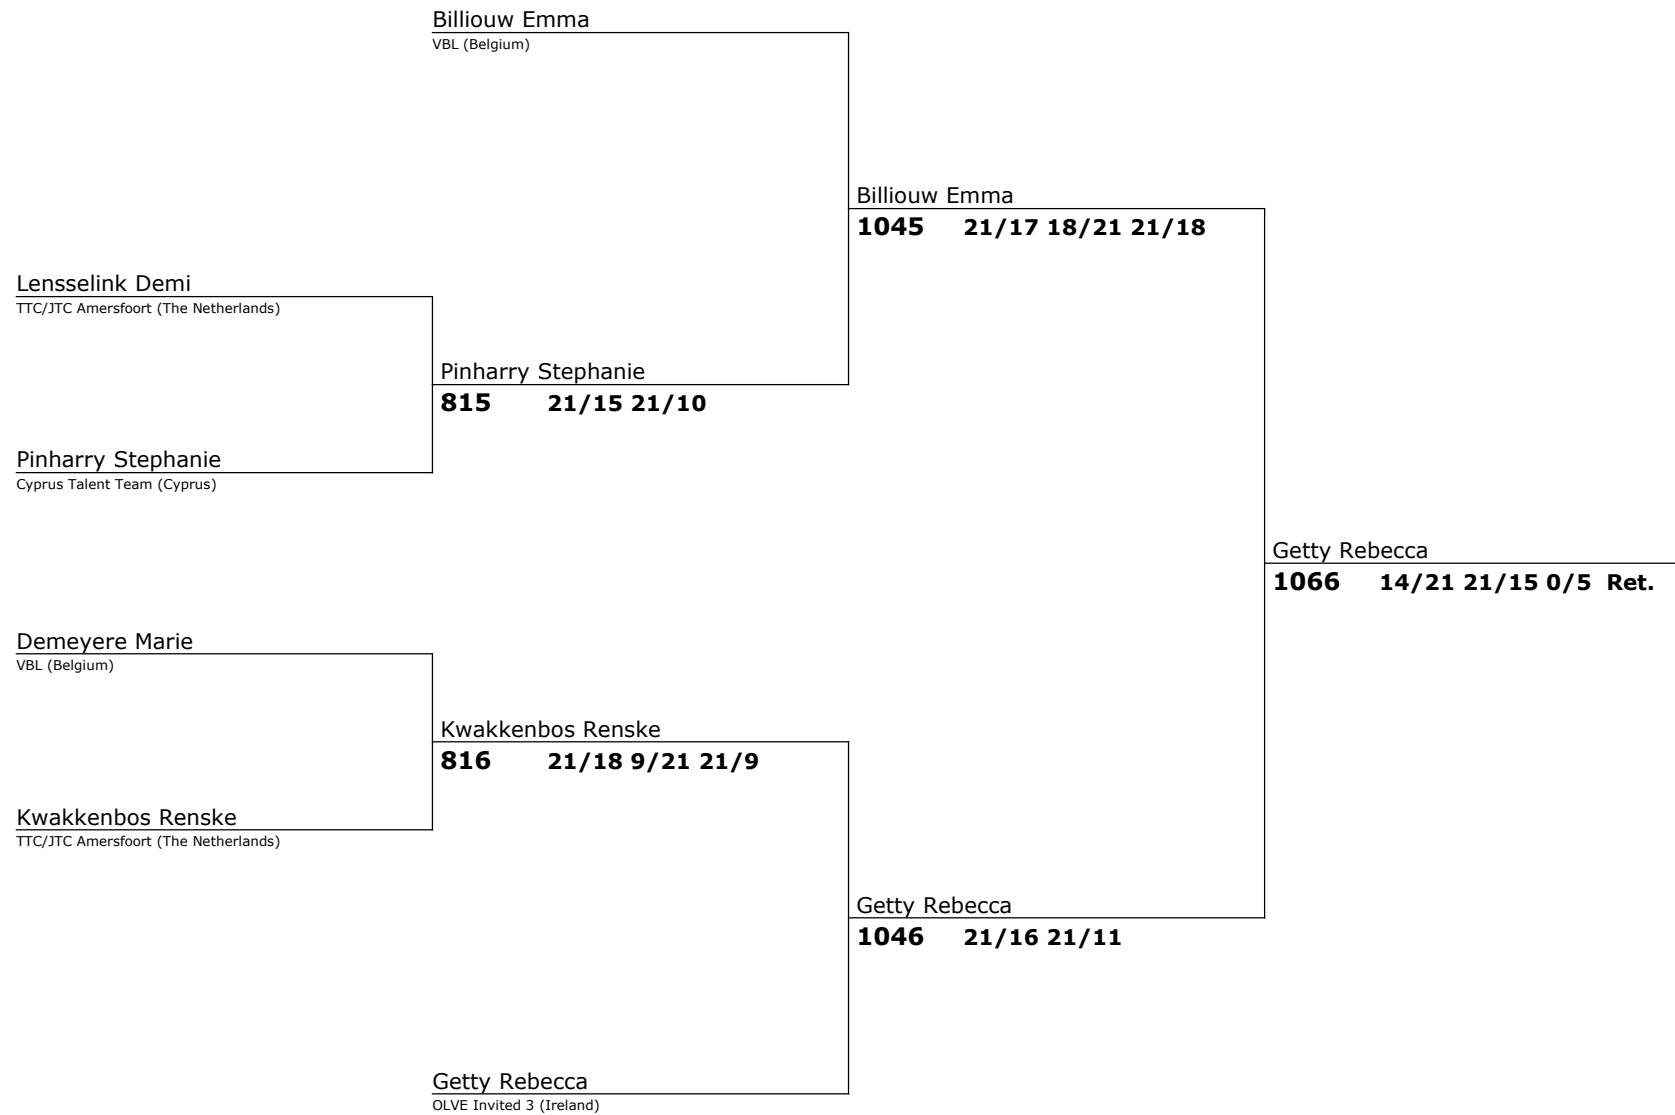 Billiouw Emma
VBL (Belgium)
Billiouw Emma
1045 21/17 18/21 21/18
Lensselink Demi
TTC/JTC Amersfoort (The Netherlands)
Pinharry Stephanie
815 21/15 21/10
Pinharry Stephanie
Cyprus Talent Team (Cyprus)
Getty Rebecca
1066 14/21 21/15 0/5 Ret.
Demeyere Marie
VBL (Belgium)
Kwakkenbos Renske
816 21/18 9/21 21/9
Kwakkenbos Renske
TTC/JTC Amersfoort (The Netherlands)
Getty Rebecca
1046 21/16 21/11
Getty Rebecca
OLVE Invited 3 (Ireland)